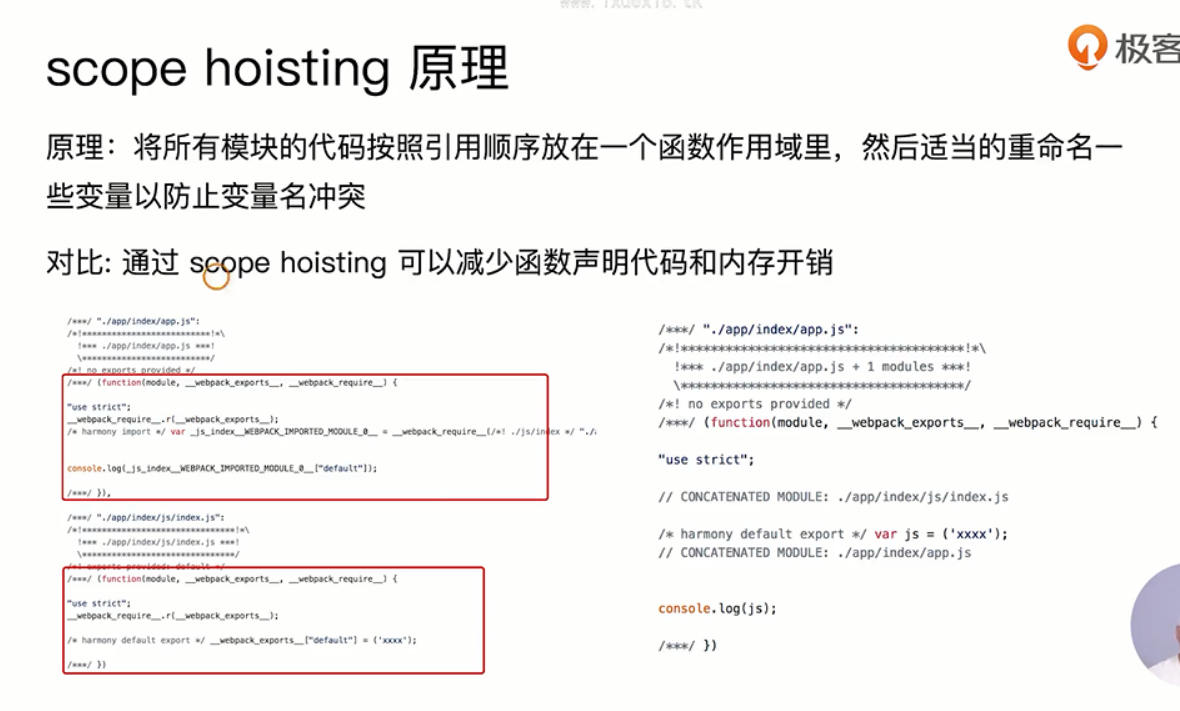 scope hoisting 原理
极客
原理：将所有模块的代码按照引用顺序放在一个函数作用域里，然后适当的重命名一
些变量以防止变量名冲突
对比: 通过 scope hoisting 可以减少函数声明代码和内存开销
/***/ "./app/index/app.js":
/*!**************************!*\
!*** ./app/index/app.js ***!
\**************************/
/*! no exports provided */
/***/ (function(module, __webpack_exports__, __webpack_require__) {
"use strict";
__webpack_require__.r(__webpack_exports__);
/* harmony import */ var _js_index__WEBPACK_IMPORTED_MODULE_0__ = __webpack_require__(/*! ./js/index */ "./
console.log(_js_index__WEBPACK_IMPORTED_MODULE_0__["default"]);
/***/ }),
/***/ "./app/index/js/index.js":
/*!*******************************!*\
!*** ./app/index/js/index.js ***!
\*******************************/
/*! exports provided: default */
/***/ (function(module, __webpack_exports__, __webpack_require__) {
"use strict";
__webpack_require__.r(__webpack_exports__);
/* harmony default export */ __webpack_exports__["default"] = ('xxxx');
/***/ })
/***/ "./app/index/app.js":
/*!**************************************!*\
!*** ./app/index/app.js + 1 modules ***!
\**************************************/
/*! no exports provided */
/***/ (function(module, __webpack_exports__, __webpack_require__) {
"use strict";
// CONCATENATED MODULE: ./app/index/js/index.js
/* harmony default export */ var js = ('xxxx');
// CONCATENATED MODULE: ./app/index/app.js
console.log(js);
/***/ })